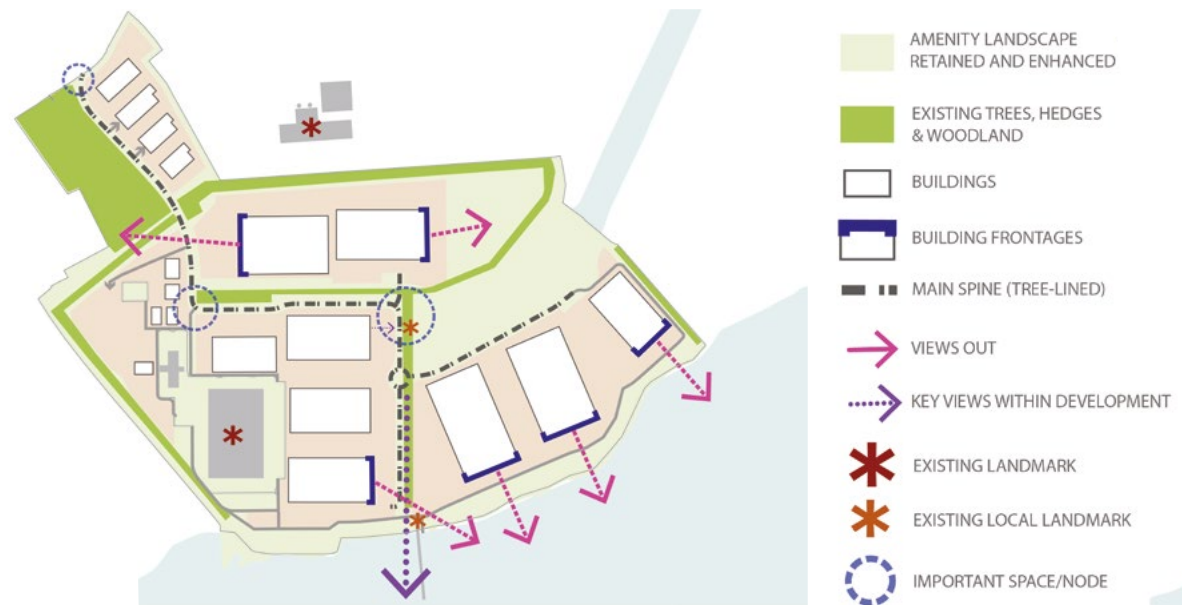 AMENITY LANDSCAPE
RETAINED AND ENHANCED
EXISTING TREES, HEDGES
& WOODLAND
BUILDINGS
BUILDING FRONTAGES
MAIN SPINE (TREE-LINED)
VIEWS OUT
KEY VIEWS WITHIN DEVELOPMENT
EXISTING LANDMARK
EXISTING LOCAL LANDMARK
IMPORTANT SPACE/NODE